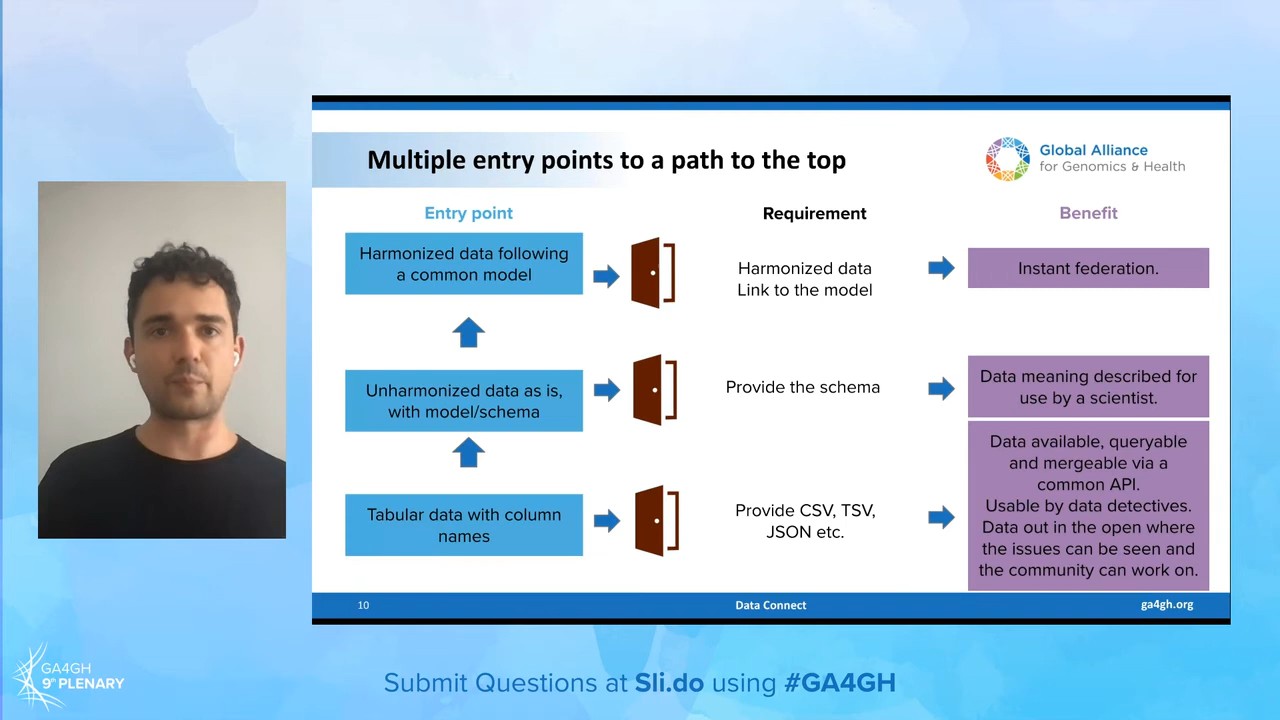 Multiple entry points to a path to the top
Global Alliance
for Genomics & Health
Entry point
Requirement
Benefit
Harmonized data following
a common model
Harmonized data
Link to the model
Instant federation.
Unharmonized data as is,
with model/schema
Provide the schema
Data meaning described for
use by a scientist.
Tabular data with column
names
Provide CSV, TSV,
JSON etc.
Data available, queryable
and mergeable via a
common API.
Usable by data detectives.
Data out in the open where
the issues can be seen and
the community can work on.
10
Data Connect
ga4gh.org
GA4GH
9th PLENARY
Submit Questions at Sli.do using #GA4GH